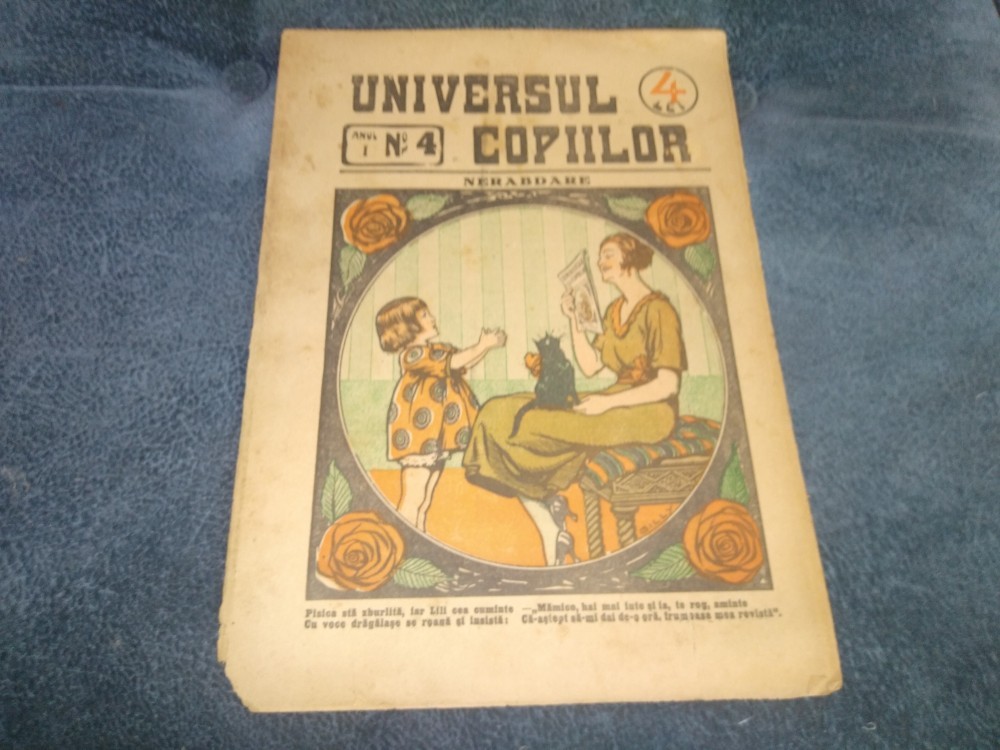 UNIVERSUL
4
LEI
ANUL
I
No. 4
COPIILOR
NERABDARE
Pisica stă zburlită, iar Lili cea cuminte
Cu voce drăgălașe se roagă și insistă:
—„Mămico, hai mai iute și ia, te rog, aminte
Că-aștept să-mi dai de-o oră, frumoasa mea revistă".